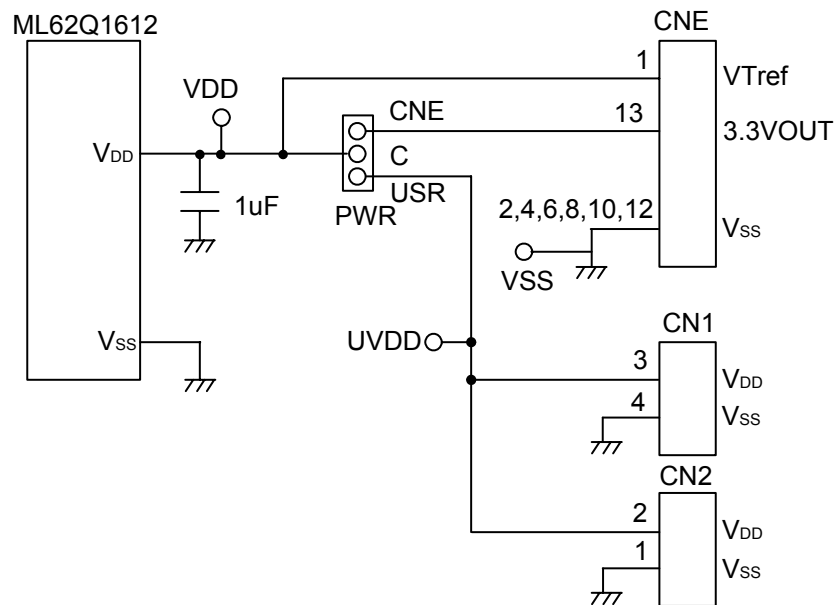 ML62Q1612
CNE
1
VTref
VDD
CNE
13
3.3VOUT
VDD
C
1uF
USR
PWR
2,4,6,8,10,12
VSS
VSS
VSS
UVDD
CN1
3
VDD
4
VSS
CN2
2
VDD
1
VSS